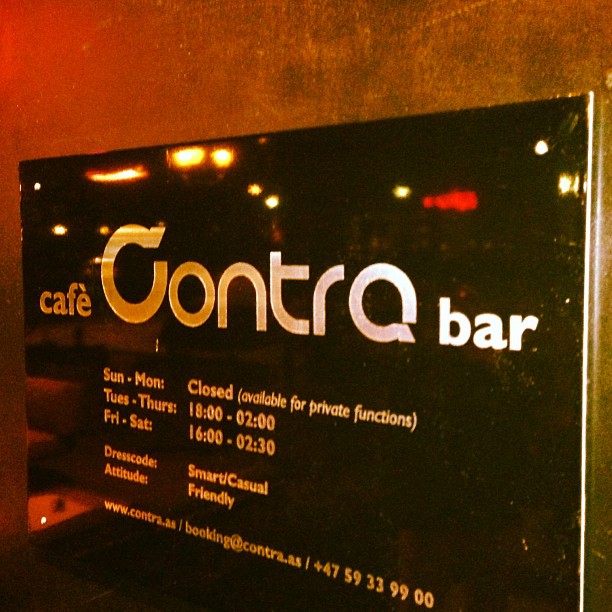 cafè Contra bar
Sun - Mon: Closed (available for private functions)
Tues - Thurs: 18:00 - 02:00
Fri - Sat: 16:00 - 02:30
Dresscode: Smart/Casual
Attitude: Friendly
www.contra.as / booking@contra.as / +47 59 33 99 00